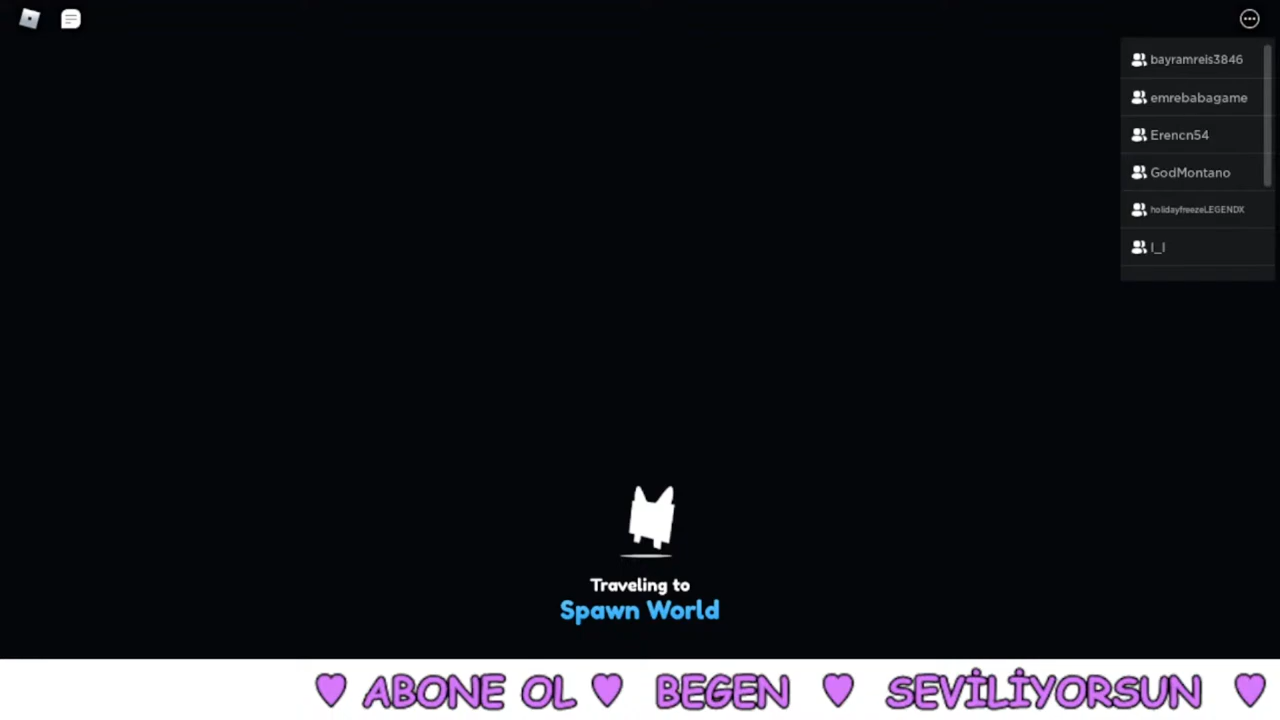 bayramreis3846
emrebabagame
Erencn54
GodMontano
holidayfreezeLEGENDX
I_I
Traveling to
Spawn World
ABONE OL BEGEN SEVİLİYORSUN